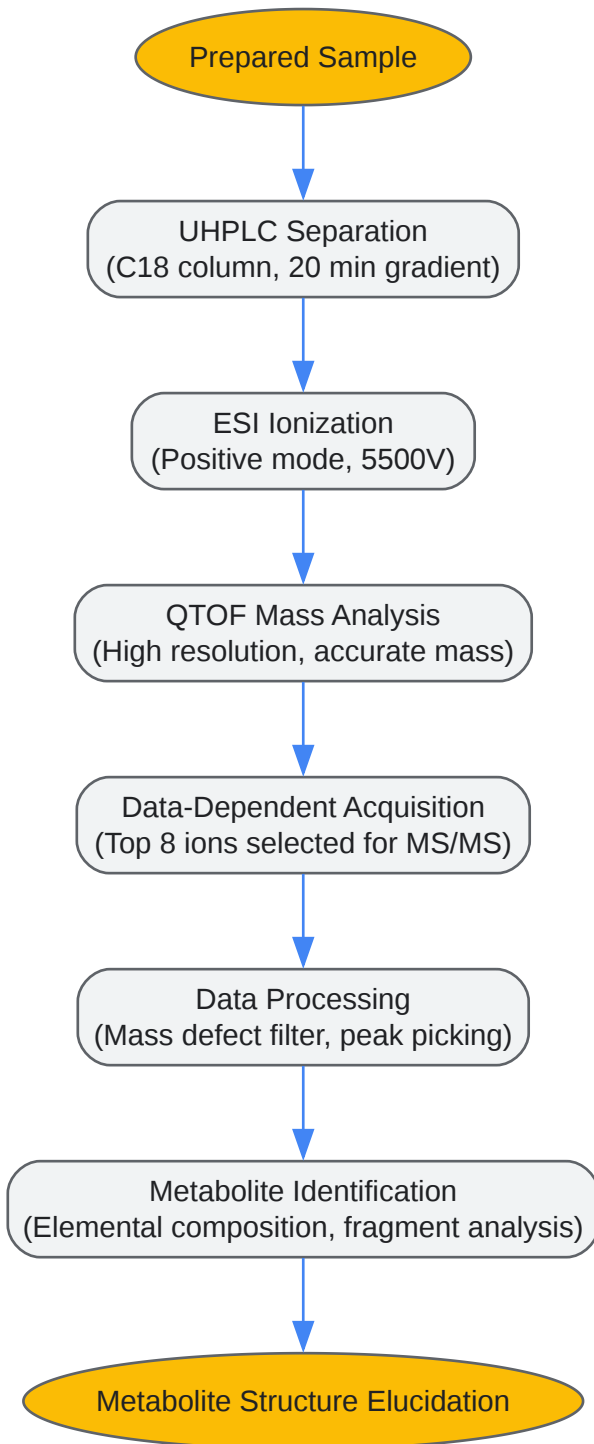 Prepared Sample
UHPLC Separation
(C18 column, 20 min gradient)
ESI Ionization
(Positive mode, 5500V)
QTOF Mass Analysis
(High resolution, accurate mass)
Data-Dependent Acquisition
(Top 8 ions selected for MS/MS)
Data Processing
(Mass defect filter, peak picking)
Metabolite Identification
(Elemental composition, fragment analysis)
Metabolite Structure Elucidation